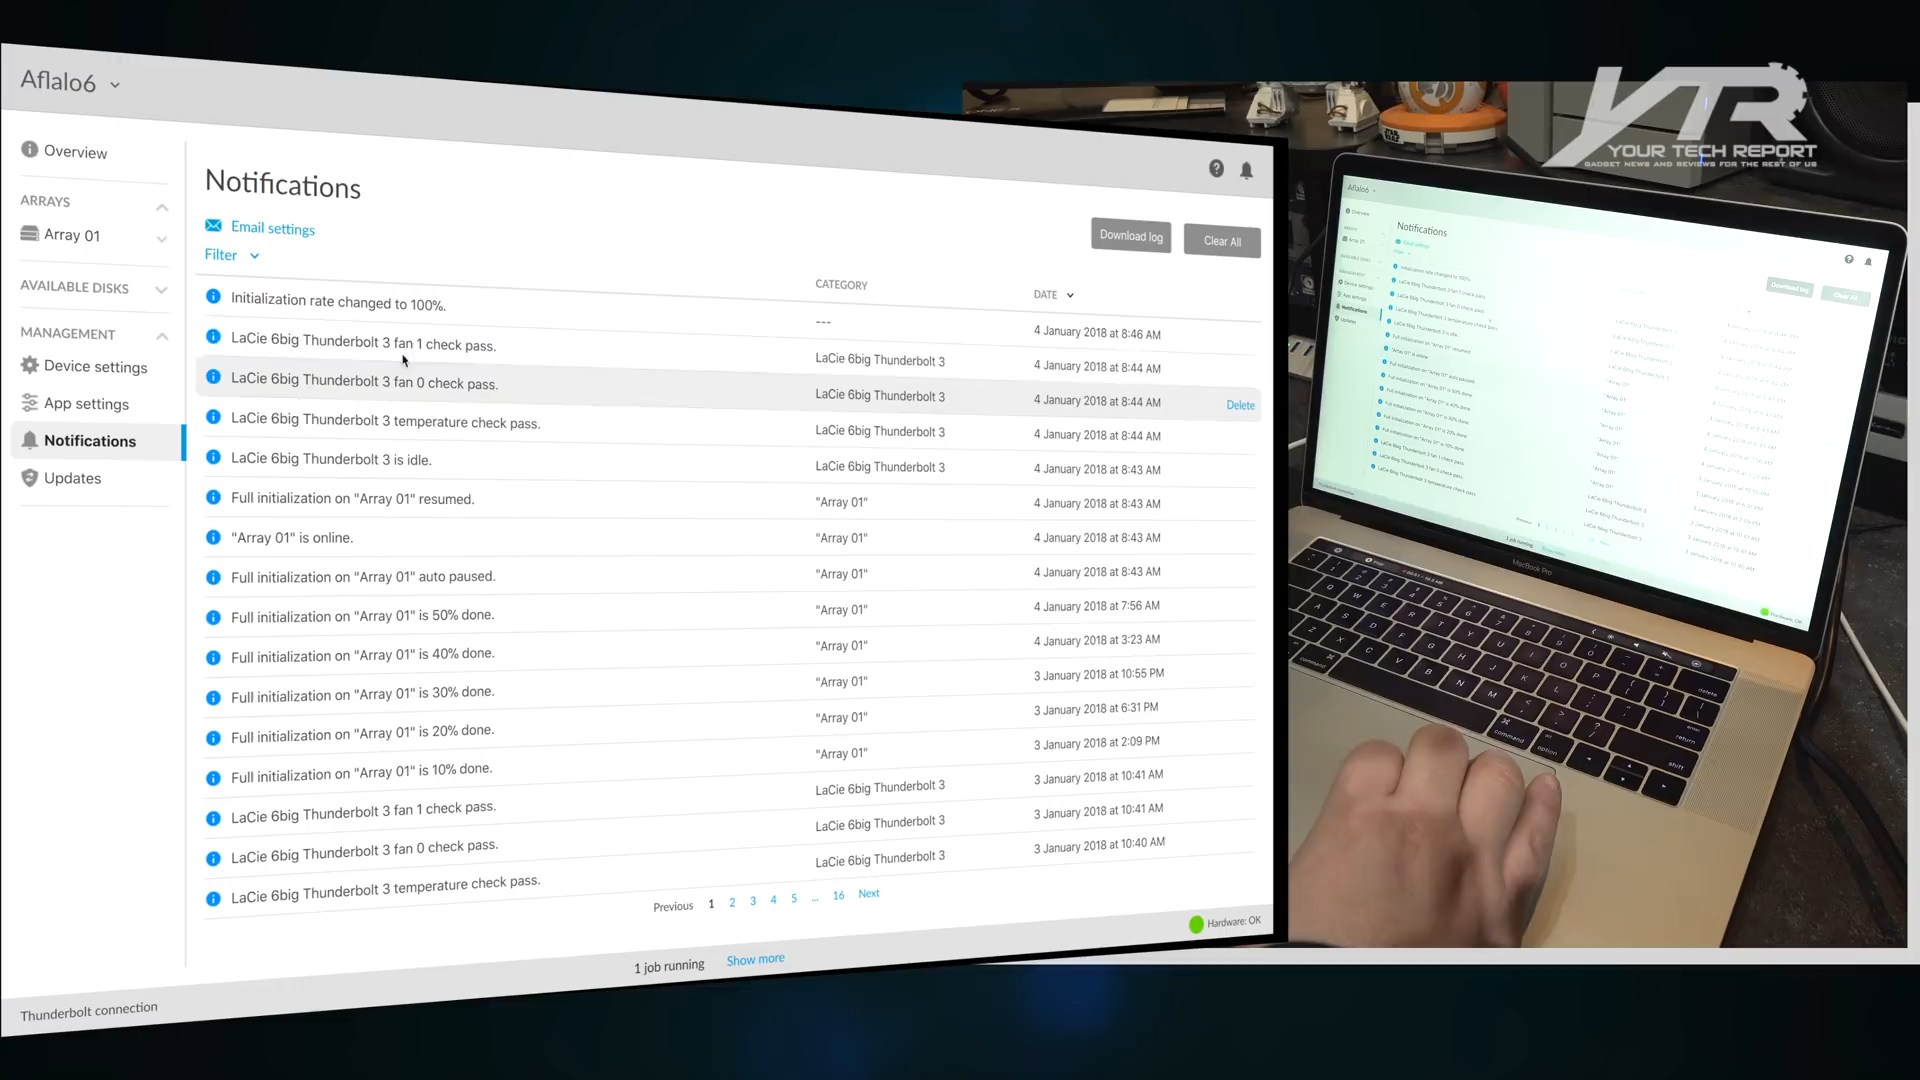 Aflalo6
Overview
ARRAYS
Array 01
AVAILABLE DISKS
MANAGEMENT
Device settings
App settings
Notifications
Updates
Notifications
Email settings
Filter
Download log
Clear All
CATEGORY
DATE
Initialization rate changed to 100%. --- 4 January 2018 at 8:46 AM
LaCie 6big Thunderbolt 3 fan 1 check pass. LaCie 6big Thunderbolt 3 4 January 2018 at 8:44 AM
LaCie 6big Thunderbolt 3 fan 0 check pass. LaCie 6big Thunderbolt 3 4 January 2018 at 8:44 AM Delete
LaCie 6big Thunderbolt 3 temperature check pass. LaCie 6big Thunderbolt 3 4 January 2018 at 8:44 AM
LaCie 6big Thunderbolt 3 is idle. LaCie 6big Thunderbolt 3 4 January 2018 at 8:43 AM
Full initialization on "Array 01" resumed. "Array 01" 4 January 2018 at 8:43 AM
"Array 01" is online. "Array 01" 4 January 2018 at 8:43 AM
Full initialization on "Array 01" auto paused. "Array 01" 4 January 2018 at 8:43 AM
Full initialization on "Array 01" is 50% done. "Array 01" 4 January 2018 at 7:56 AM
Full initialization on "Array 01" is 40% done. "Array 01" 4 January 2018 at 3:23 AM
Full initialization on "Array 01" is 30% done. "Array 01" 3 January 2018 at 10:55 PM
Full initialization on "Array 01" is 20% done. "Array 01" 3 January 2018 at 6:31 PM
Full initialization on "Array 01" is 10% done. "Array 01" 3 January 2018 at 2:09 PM
LaCie 6big Thunderbolt 3 fan 1 check pass. LaCie 6big Thunderbolt 3 3 January 2018 at 10:41 AM
LaCie 6big Thunderbolt 3 fan 0 check pass. LaCie 6big Thunderbolt 3 3 January 2018 at 10:41 AM
LaCie 6big Thunderbolt 3 temperature check pass. LaCie 6big Thunderbolt 3 3 January 2018 at 10:40 AM
Previous 1 2 3 4 5 ... 16 Next
Hardware: OK
1 job running Show more
Thunderbolt connection
YTR
YOUR TECH REPORT
GADGET NEWS AND REVIEWS FOR THE REST OF US
STAR WARS
Aflalo6
Notifications
Download log
Clear All
MacBook Pro
command
option
shift
return
delete
command